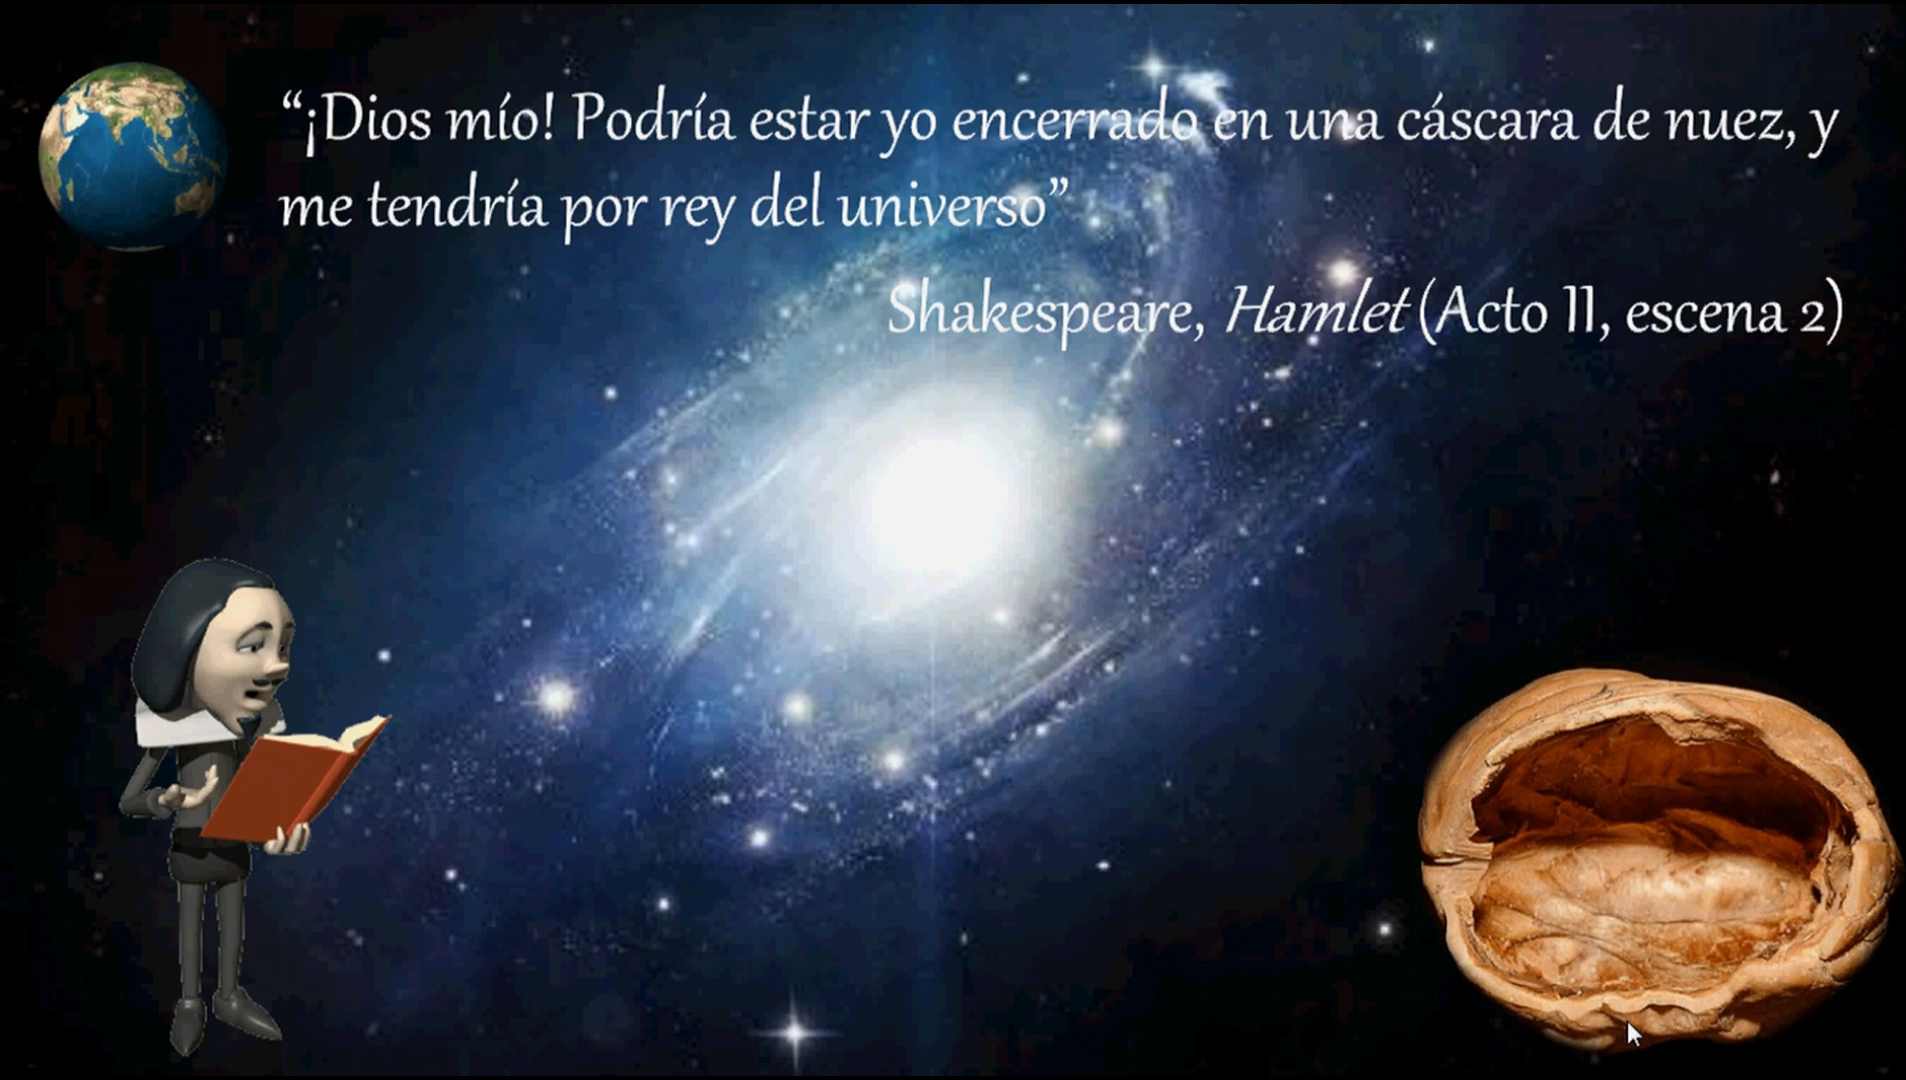 “¡Dios mío! Podría estar yo encerrado en una cáscara de nuez, y
me tendría por rey del universo”
Shakespeare, Hamlet (Acto II, escena 2)